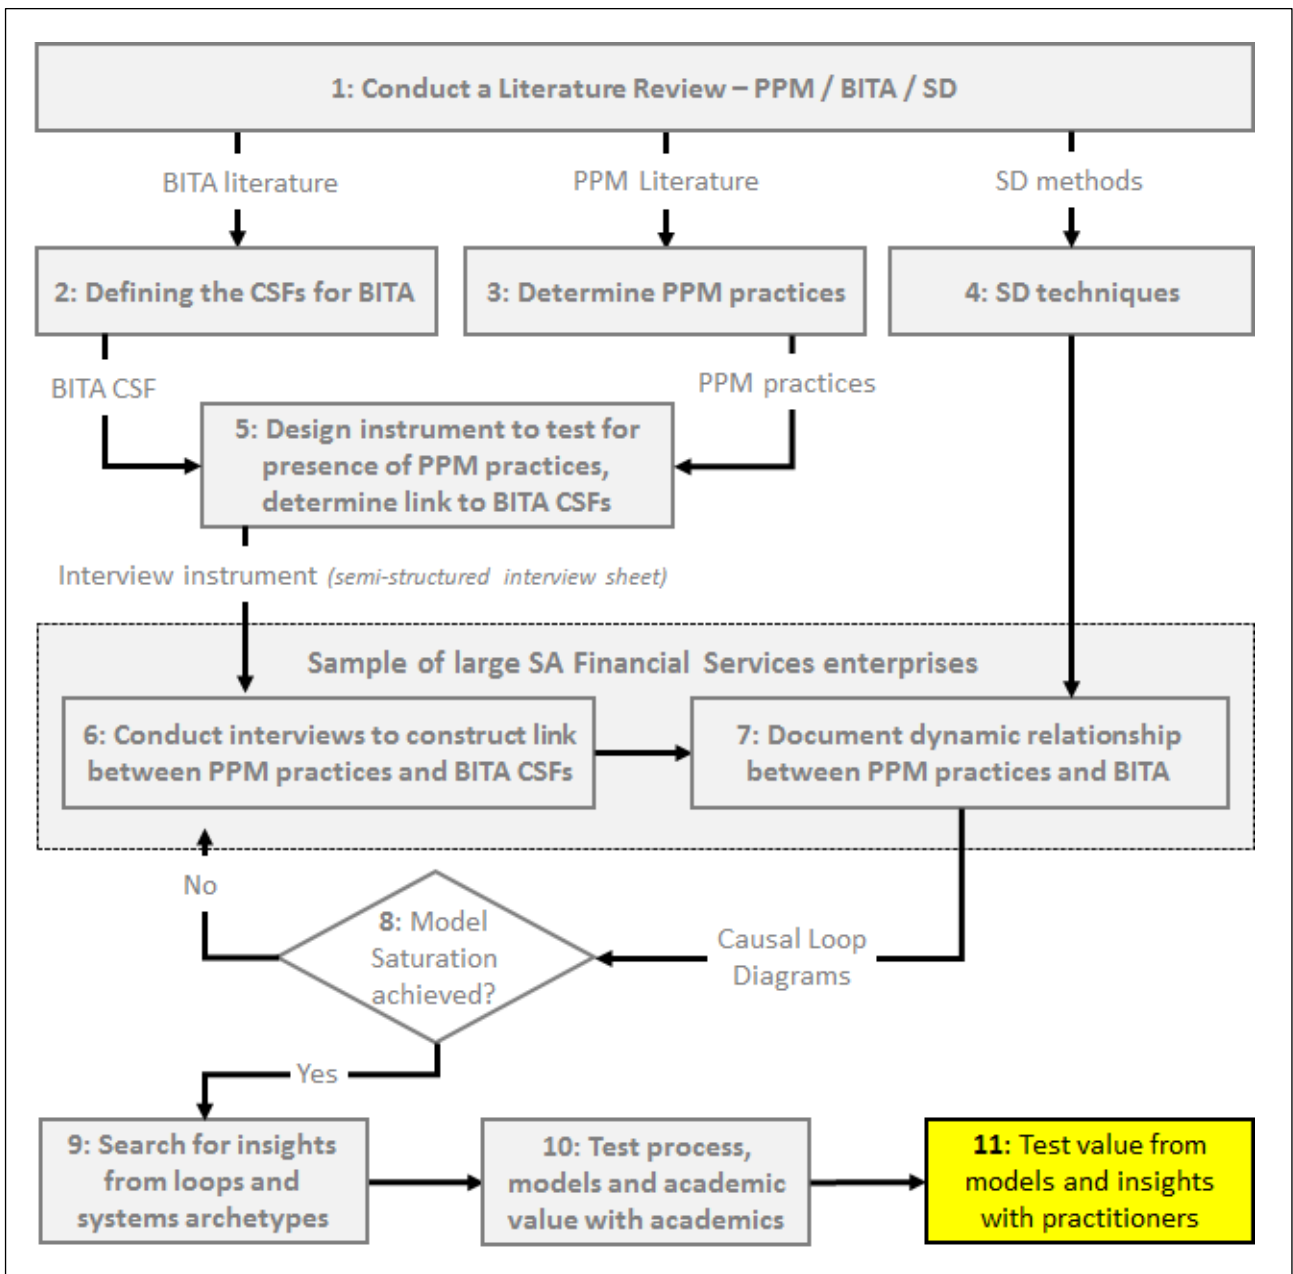 1: Conduct a Literature Review – PPM / BITA / SD
BITA literature
PPM Literature
SD methods
2: Defining the CSFs for BITA
3: Determine PPM practices
4: SD techniques
BITA CSF
PPM practices
5: Design instrument to test for
presence of PPM practices,
determine link to BITA CSFs
Interview instrument (semi-structured interview sheet)
Sample of large SA Financial Services enterprises
6: Conduct interviews to construct link
between PPM practices and BITA CSFs
7: Document dynamic relationship
between PPM practices and BITA
No
8: Model
Saturation
achieved?
Causal Loop
Diagrams
Yes
9: Search for insights
from loops and
systems archetypes
10: Test process,
models and academic
value with academics
11: Test value from
models and insights
with practitioners